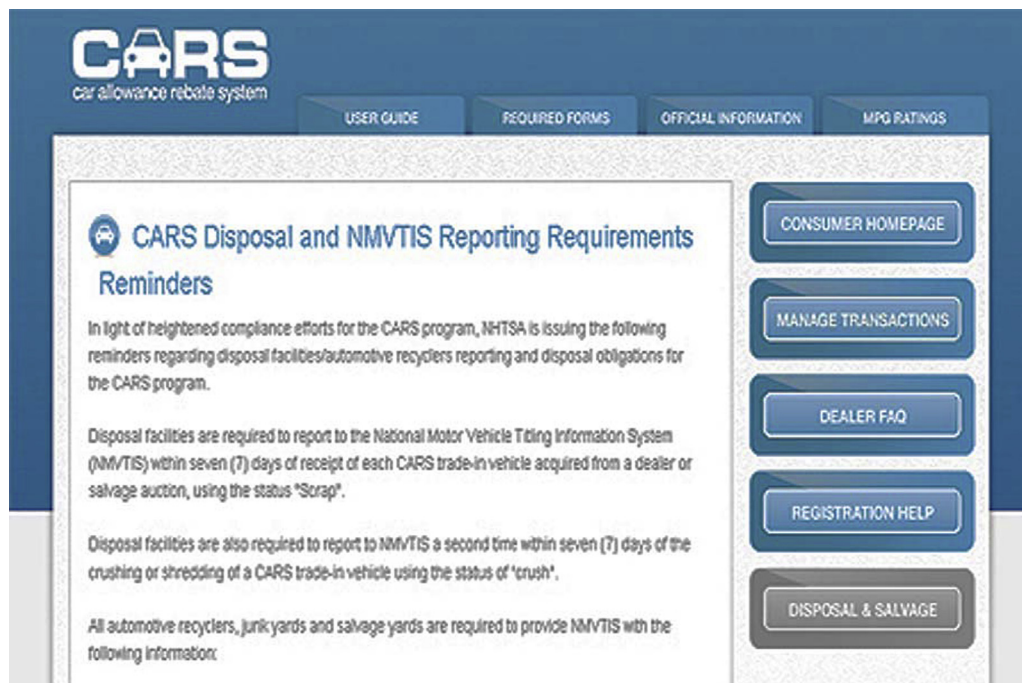 CARS
car allowance rebate system
USER GUIDE
REQUIRED FORMS
OFFICIAL INFORMATION
MPG RATINGS
CARS Disposal and NMVTIS Reporting Requirements
Reminders
In light of heightened compliance efforts for the CARS program, NHTSA is issuing the following
reminders regarding disposal facilities/automotive recyclers reporting and disposal obligations for
the CARS program.
Disposal facilities are required to report to the National Motor Vehicle Titling Information System
(NMVTIS) within seven (7) days of receipt of each CARS trade-in vehicle acquired from a dealer or
salvage auction, using the status "Scrap".
Disposal facilities are also required to report to NMVTIS a second time within seven (7) days of the
crushing or shredding of a CARS trade-in vehicle using the status of "crush".
All automotive recyclers, junk yards and salvage yards are required to provide NMVTIS with the
following information:
CONSUMER HOMEPAGE
MANAGE TRANSACTIONS
DEALER FAQ
REGISTRATION HELP
DISPOSAL & SALVAGE